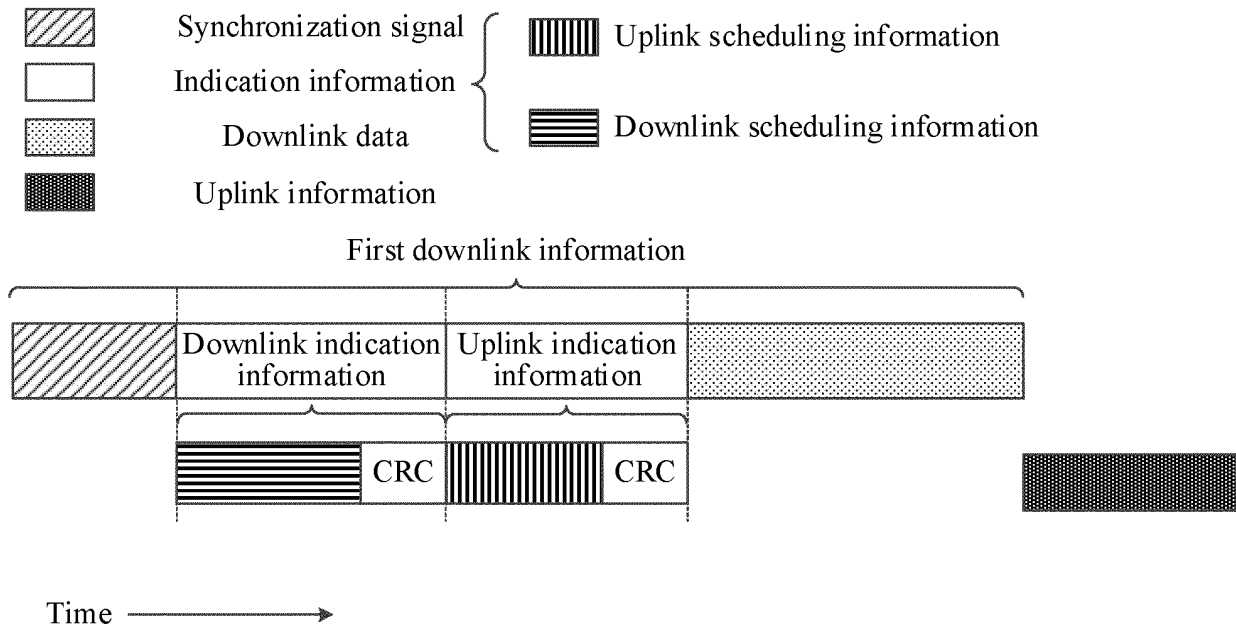 Synchronization signal
Uplink scheduling information
Indication information
Downlink scheduling information
Downlink data
Uplink information
First downlink information
Downlink indication
information
Uplink indication
information
CRC
CRC
Time